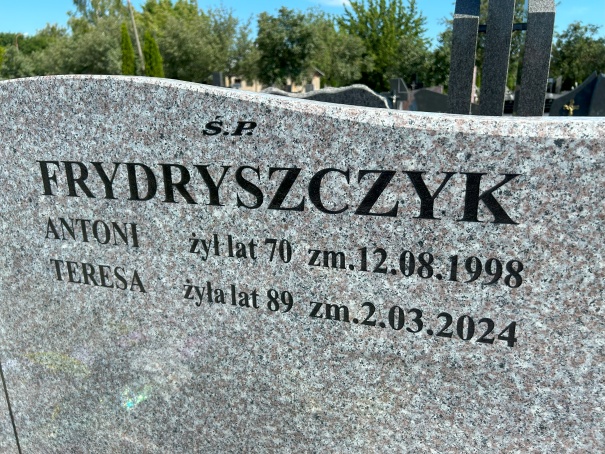 Ś.P.
FRYDRYSZCZYK
ANTONI żył lat 70 zm.12.08.1998
TERESA żyła lat 89 zm.2.03.2024